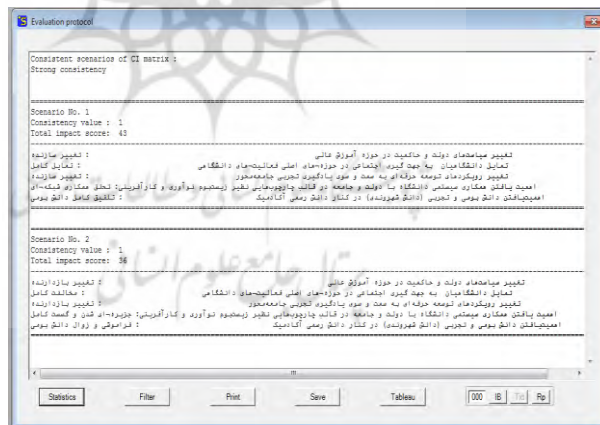 Evaluation protocol
Consistent scenarios of CI matrix :
Strong consistency
Scenario No. 1
Consistency value : 1
Total impact score: 43
تغییر سیاستهای دولت و حاکمیت در حوزه آموزش عالی : تغییر سازنده
تمایل دانشگاهیان به جهت گیری اجتماعی در حوزه¬های اصلی فعالیت¬های دانشگاهی : تمایل کامل
تغییر رویکردهای توسعه حرفه‌ای به سمت و سوی یادگیری تجربی جامعه‌محور : تغییر سازنده
اهمیت یافتن همکاری سیستمی دانشگاه با دولت و جامعه در قالب چارچوب‌هایی نظیر زیستبوم نوآوری و کارآفرینی: تحقق همکاری شبکه¬ای
اهمیت‌یافتن دانش بومی و تجربی (دانش شهروندی) در کنار دانش رسمی آکادمیک : تلفیق کامل دانش بومی
Scenario No. 2
Consistency value : 1
Total impact score: 36
تغییر سیاستهای دولت و حاکمیت در حوزه آموزش عالی : تغییر بازدارنده
تمایل دانشگاهیان به جهت گیری اجتماعی در حوزه¬های اصلی فعالیت¬های دانشگاهی : مخالفت کامل
تغییر رویکردهای توسعه حرفه‌ای به سمت و سوی یادگیری تجربی جامعه‌محور : تغییر بازدارنده
اهمیت یافتن همکاری سیستمی دانشگاه با دولت و جامعه در قالب چارچوب‌هایی نظیر زیستبوم نوآوری و کارآفرینی: جزیره¬ای شدن و گسست کامل
اهمیت‌یافتن دانش بومی و تجربی (دانش شهروندی) در کنار دانش رسمی آکادمیک : فراموشی و زوال دانش بومی
پرتال جامع علوم انسانی
Statistics Filter Print Save Tableau 000 IB Tid Rp